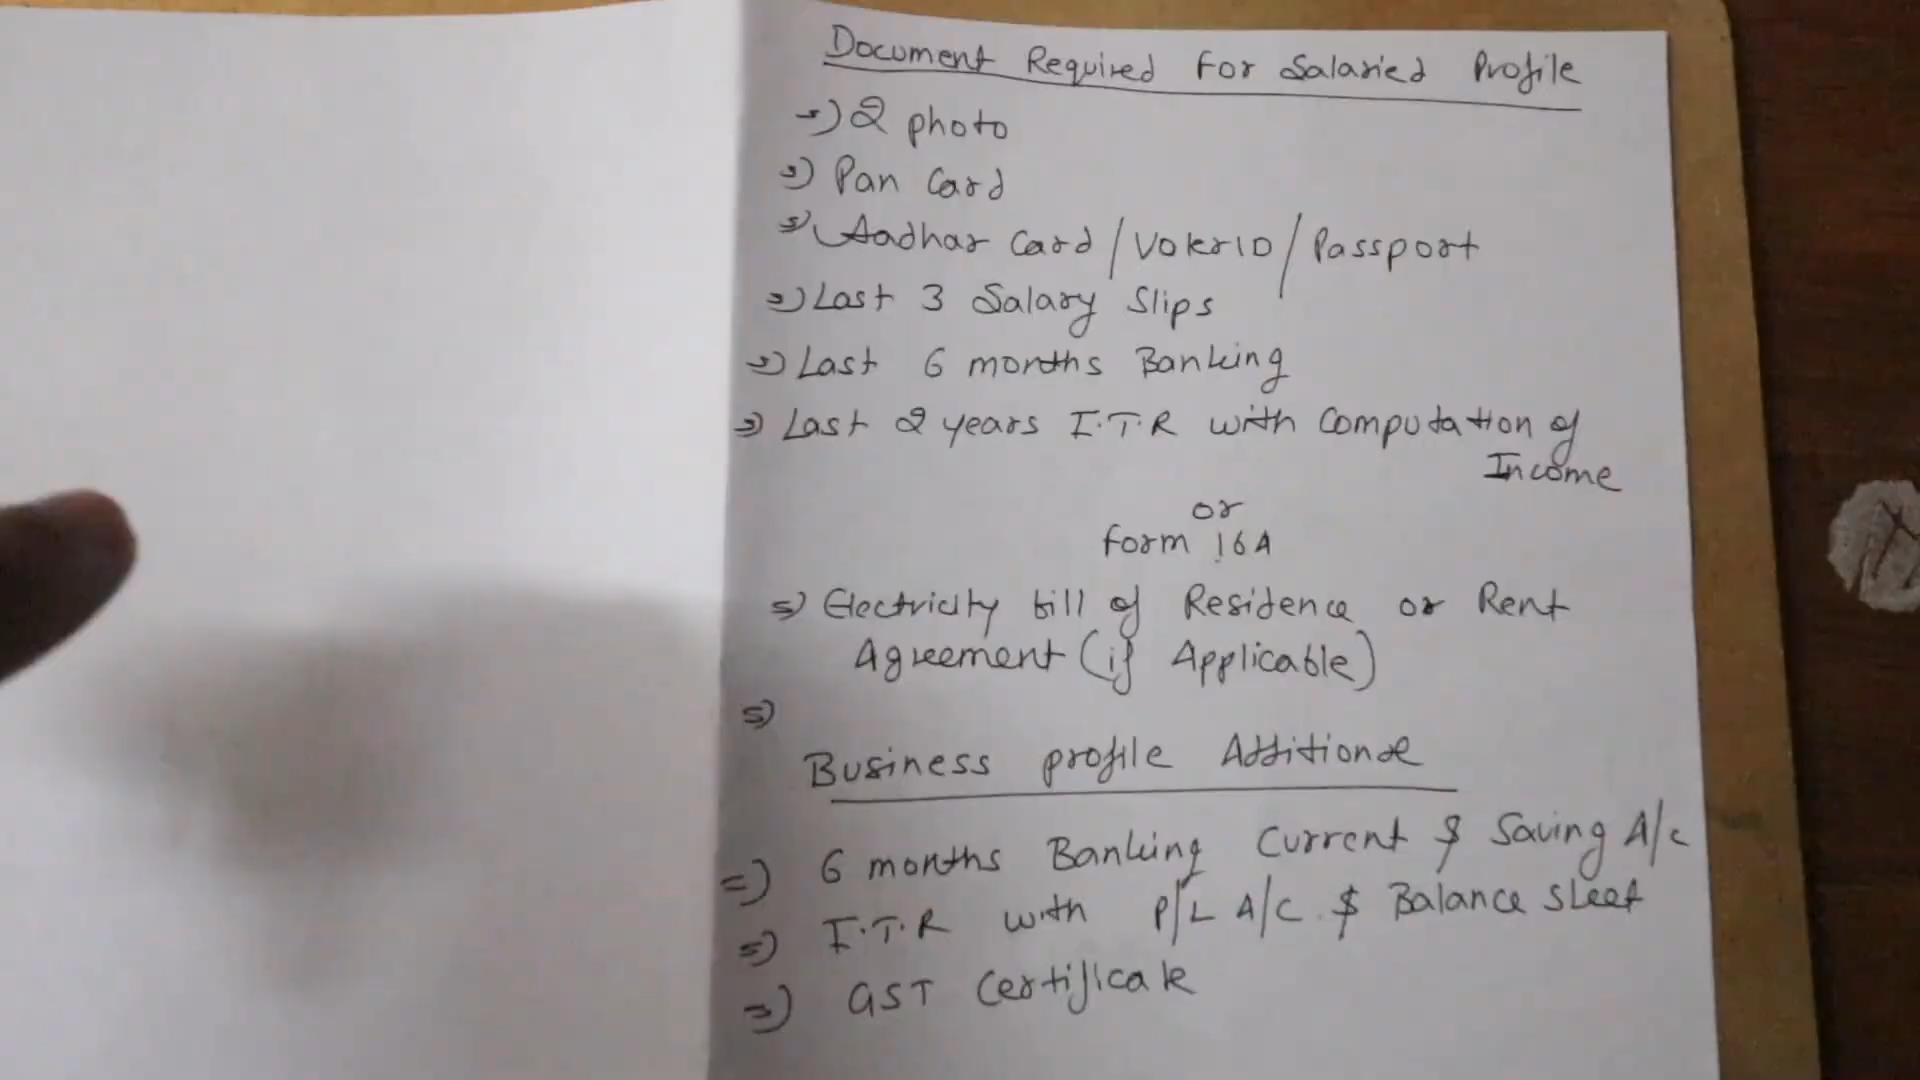 Document Required For Salaried Profile
=) 2 photo
=) Pan Card
=) Aadhar Card / VoterID / Passport
=) Last 3 Salary Slips
=) Last 6 months Banking
=) Last 2 years I.T.R with Computation of
Income
or
form 16A
=) Electricity bill of Residence or Rent
Agreement (if Applicable)
=)
Business profile Additional
=) 6 months Banking Current & Saving A/c
=) I.T.R with P/L A/C & Balance sheet
=) GST Certificate